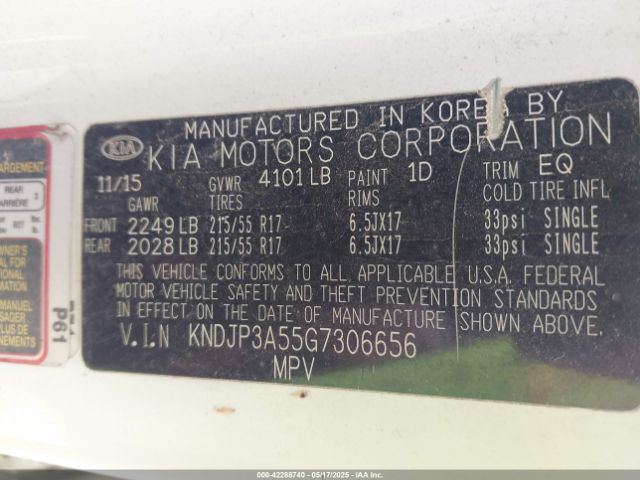 MANUFACTURED IN KOREA BY
KIA KIA MOTORS CORPORATION
11/15 GVWR 4101 LB PAINT 1D TRIM EQ
GAWR TIRES RIMS COLD TIRE INFL
FRONT 2249 LB 215/55 R17 6.5JX17 33psi SINGLE
REAR 2028 LB 215/55 R17 6.5JX17 33psi SINGLE
THIS VEHICLE CONFORMS TO ALL APPLICABLE U.S.A. FEDERAL
MOTOR VEHICLE SAFETY AND THEFT PREVENTION STANDARDS
IN EFFECT ON THE DATE OF MANUFACTURE SHOWN ABOVE.
V.I.N KNDJP3A55G7306656
MPV
REAR
P61
000-42288740 - 05/17/2025 - IAA Inc.